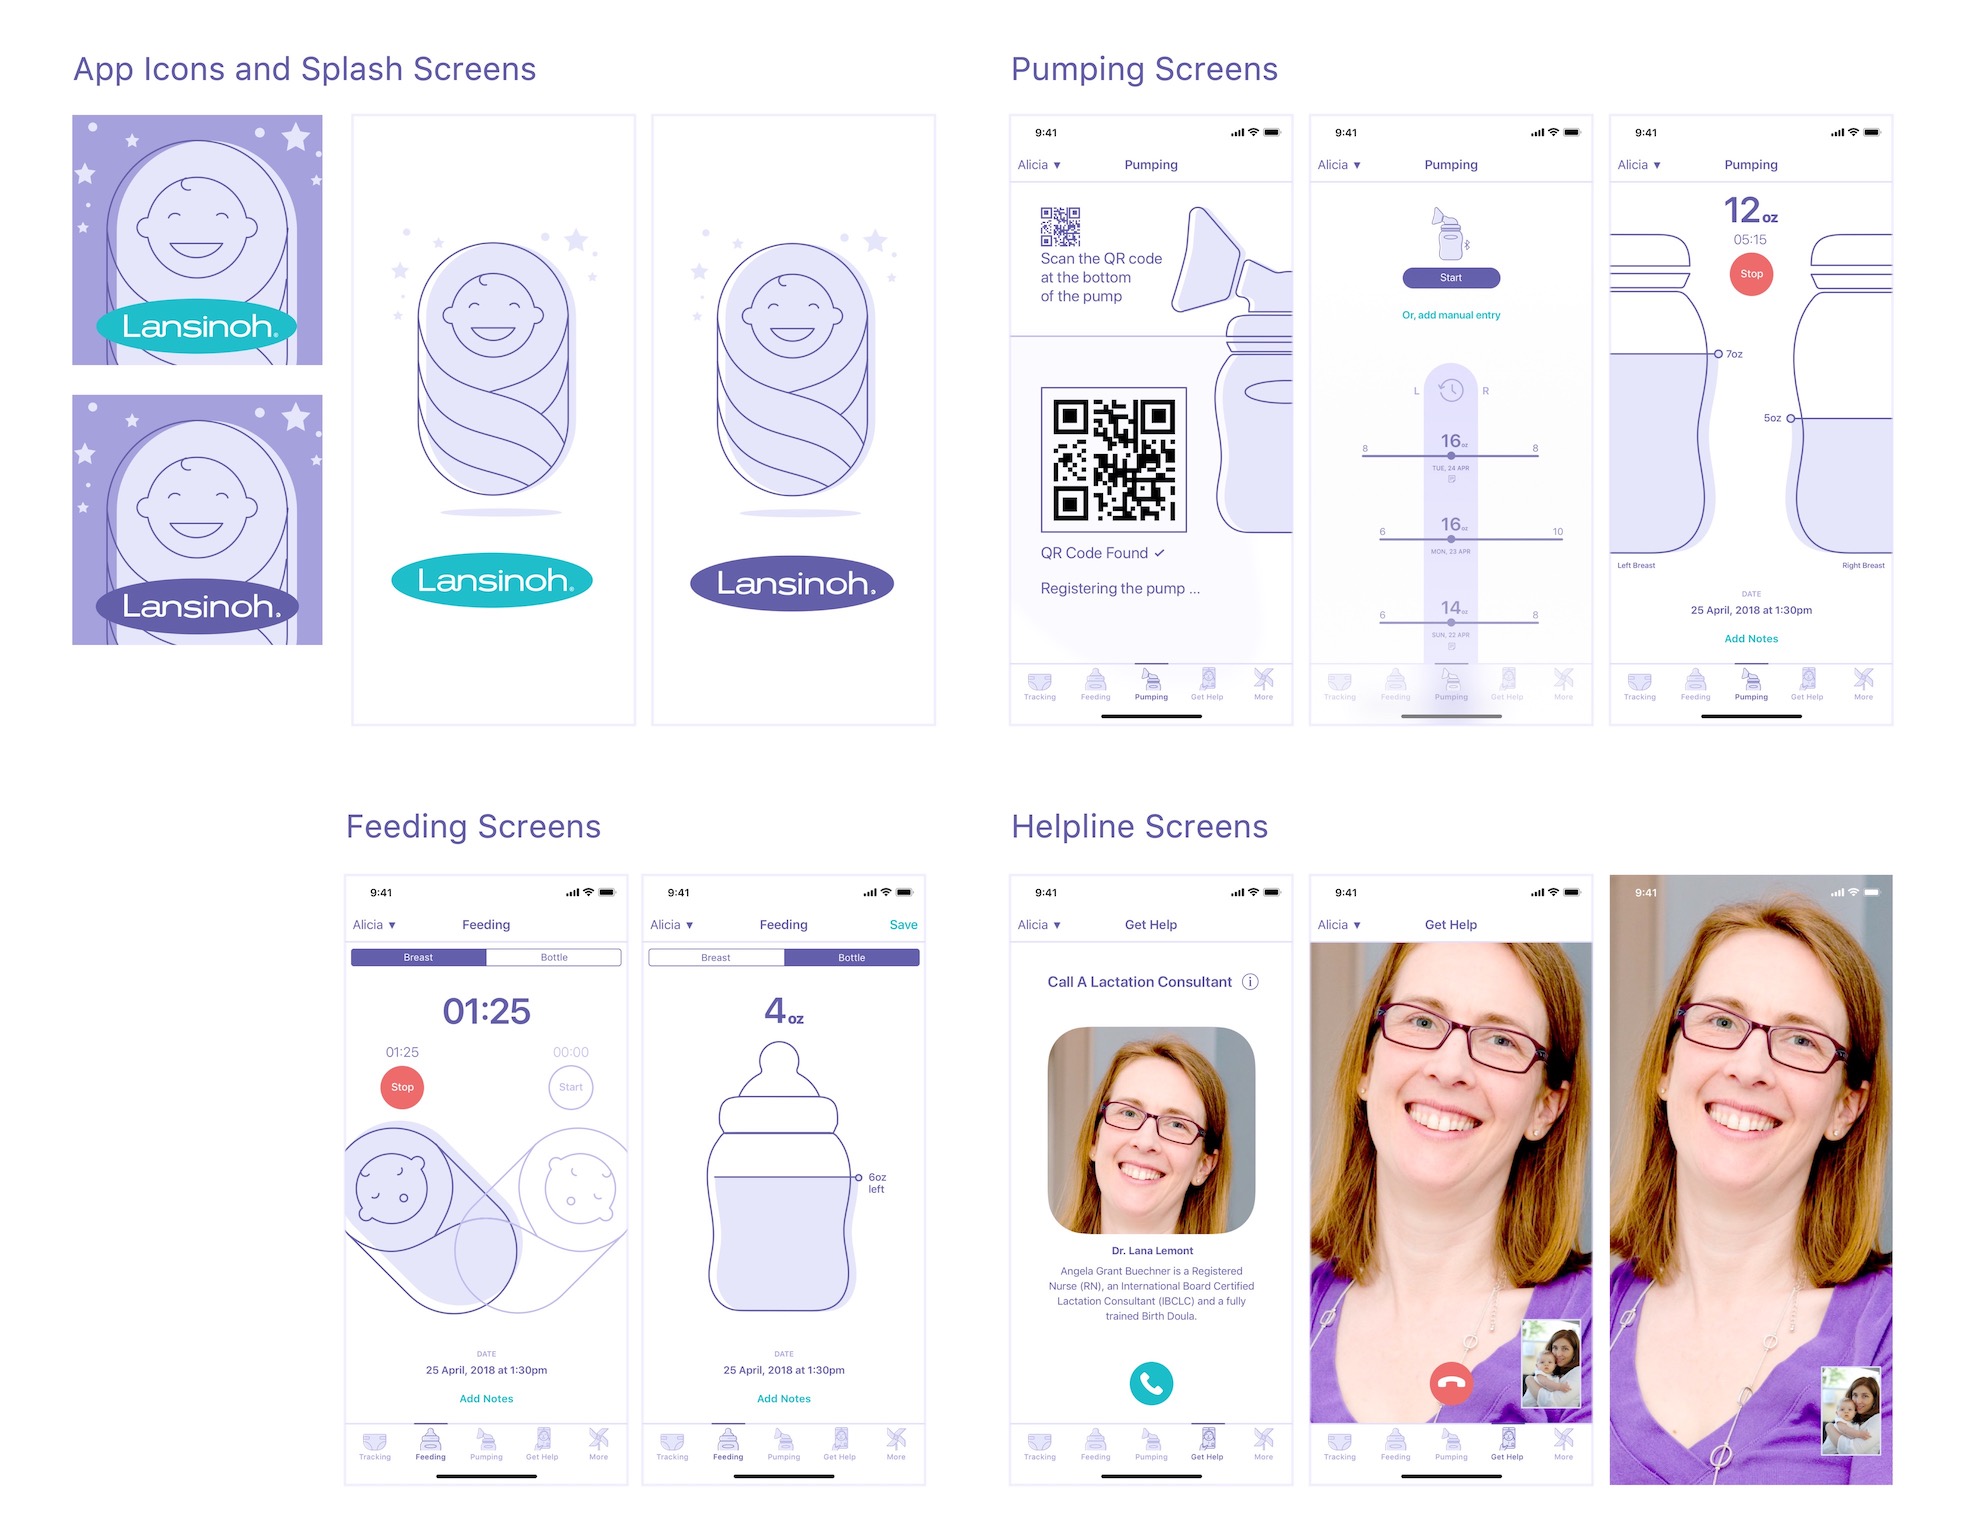 App Icons and Splash Screens
Lansinoh®
Lansinoh®
Lansinoh®
Lansinoh®
Pumping Screens
9:41
Alicia ▼
Pumping
Scan the QR code
at the bottom
of the pump
QR Code Found ✓
Registering the pump ...
Tracking
Feeding
Pumping
Get Help
More
9:41
Alicia ▼
Pumping
Start
Or, add manual entry
L
R
8
16oz
8
TUE, 24 APR
6
16oz
10
MON, 23 APR
6
14oz
8
SUN, 22 APR
Tracking
Feeding
Pumping
Get Help
More
9:41
Alicia ▼
Pumping
12oz
05:15
Stop
7oz
5oz
Left Breast
Right Breast
DATE
25 April, 2018 at 1:30pm
Add Notes
Tracking
Feeding
Pumping
Get Help
More
Feeding Screens
9:41
Alicia ▼
Feeding
Breast
Bottle
01:25
01:25
00:00
Stop
Start
DATE
25 April, 2018 at 1:30pm
Add Notes
Tracking
Feeding
Pumping
Get Help
More
9:41
Alicia ▼
Feeding
Save
Breast
Bottle
4oz
6oz
left
DATE
25 April, 2018 at 1:30pm
Add Notes
Tracking
Feeding
Pumping
Get Help
More
Helpline Screens
9:41
Alicia ▼
Get Help
Call A Lactation Consultant
i
Dr. Lana Lemont
Angela Grant Buechner is a Registered
Nurse (RN), an International Board Certified
Lactation Consultant (IBCLC) and a fully
trained Birth Doula.
Tracking
Feeding
Pumping
Get Help
More
9:41
Alicia ▼
Get Help
Tracking
Feeding
Pumping
Get Help
More
9:41